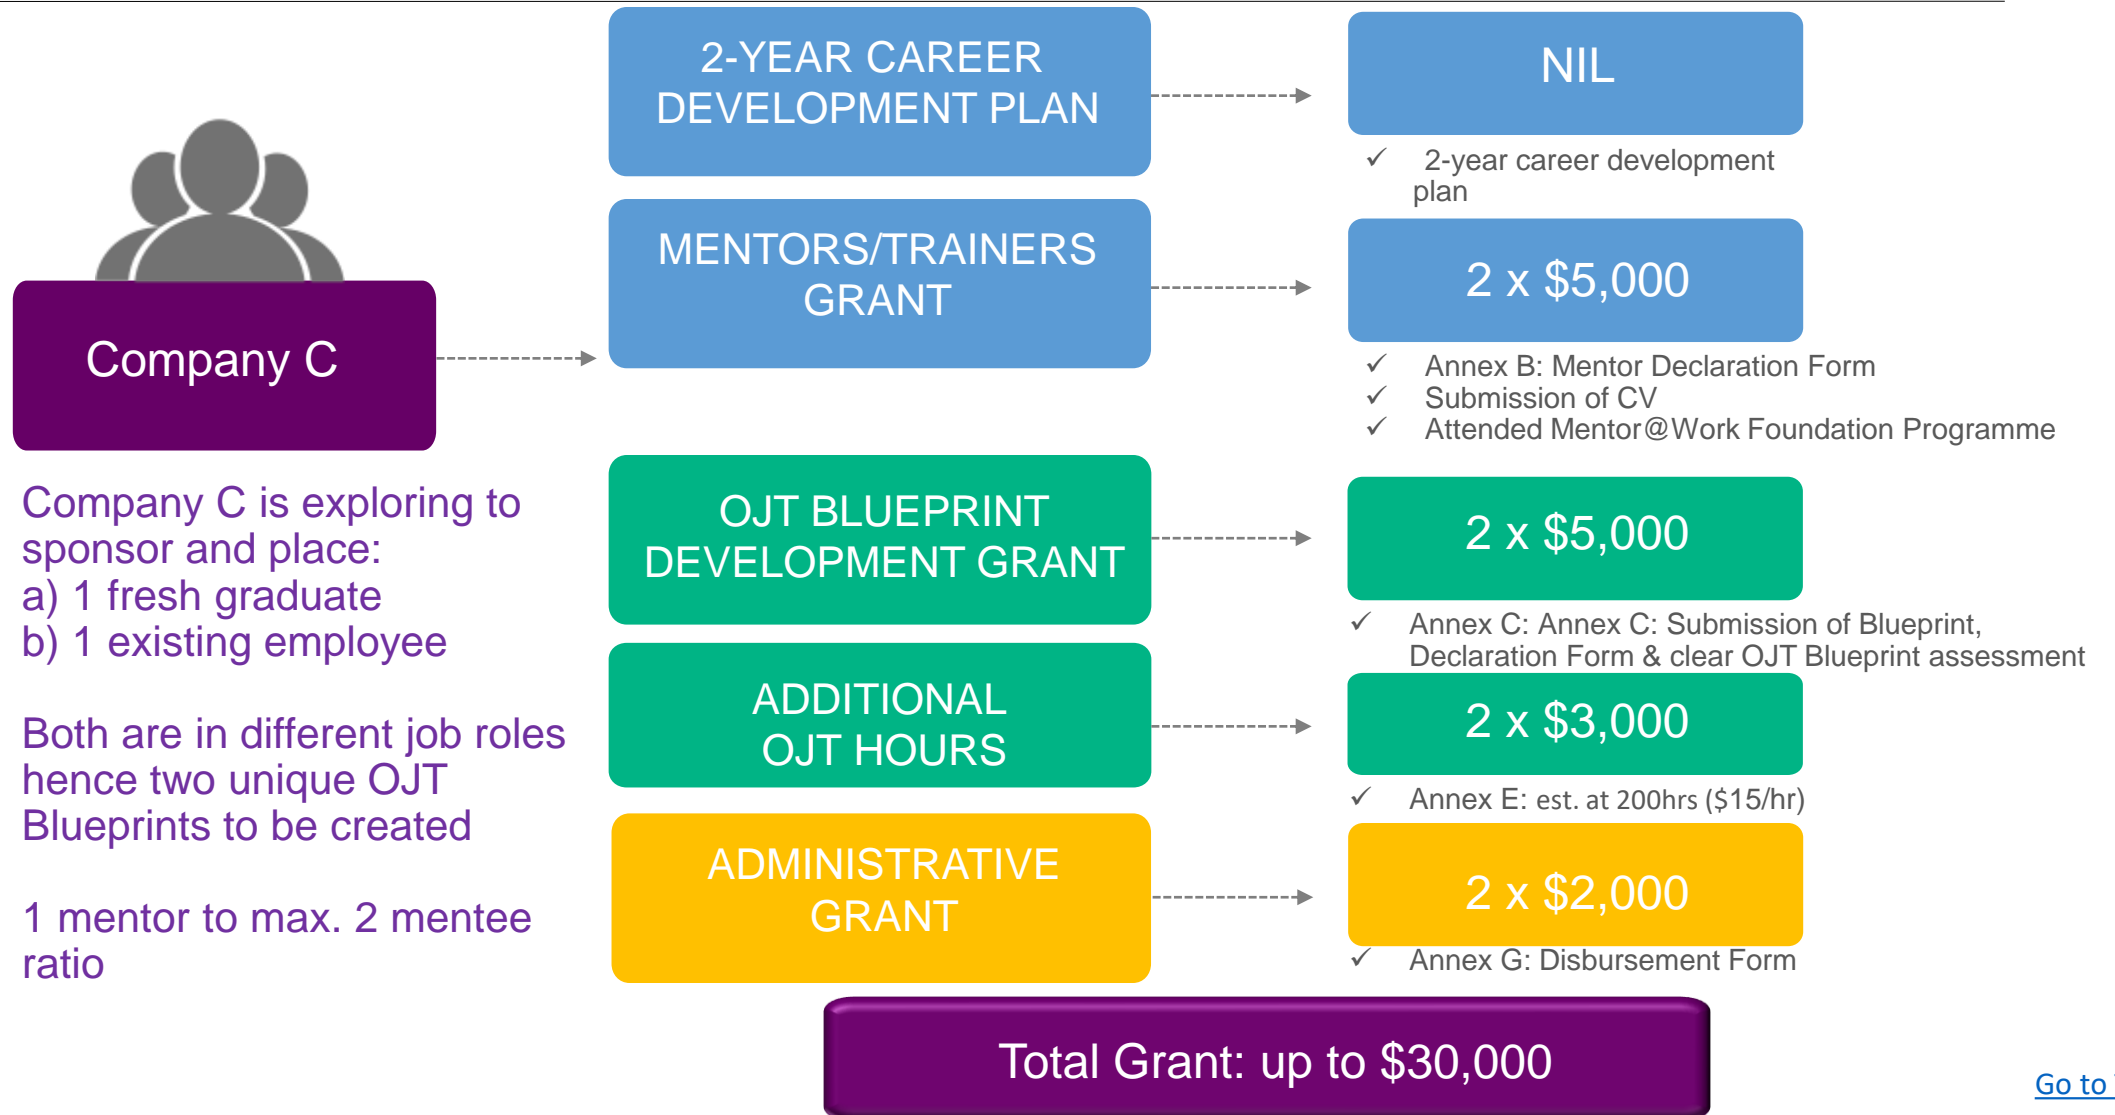 Company C
Company C is exploring to
sponsor and place:
a) 1 fresh graduate
b) 1 existing employee
Both are in different job roles
hence two unique OJT
Blueprints to be created
1 mentor to max. 2 mentee
ratio
2-YEAR CAREER
DEVELOPMENT PLAN
NIL
✓ 2-year career development
plan
MENTORS/TRAINERS
GRANT
2 x $5,000
✓ Annex B: Mentor Declaration Form
✓ Submission of CV
✓ Attended Mentor@Work Foundation Programme
OJT BLUEPRINT
DEVELOPMENT GRANT
2 x $5,000
✓ Annex C: Annex C: Submission of Blueprint,
Declaration Form & clear OJT Blueprint assessment
ADDITIONAL
OJT HOURS
2 x $3,000
✓ Annex E: est. at 200hrs ($15/hr)
ADMINISTRATIVE
GRANT
2 x $2,000
✓ Annex G: Disbursement Form
Total Grant: up to $30,000
Go to